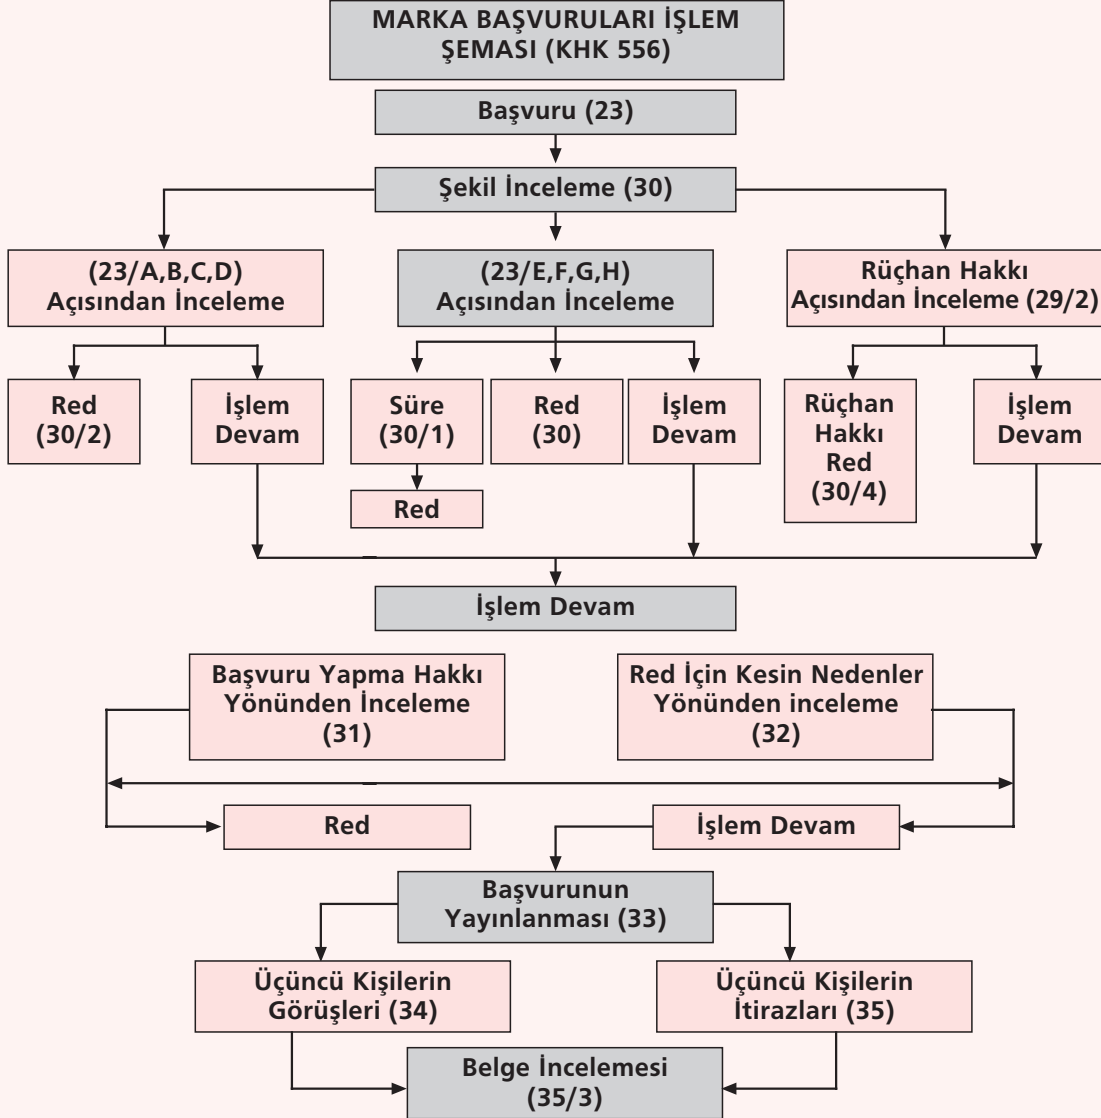 MARKA BAŞVURULARI İŞLEM
ŞEMASI (KHK 556)
Başvuru (23)
Şekil İnceleme (30)
(23/A,B,C,D)
Açısından İnceleme
(23/E,F,G,H)
Açısından İnceleme
Rüçhan Hakkı
Açısından İnceleme (29/2)
Red
(30/2)
İşlem
Devam
Süre
(30/1)
Red
Red
(30)
İşlem
Devam
Rüçhan
Hakkı
Red
(30/4)
İşlem
Devam
İşlem Devam
Başvuru Yapma Hakkı
Yönünden İnceleme
(31)
Red İçin Kesin Nedenler
Yönünden inceleme
(32)
Red
İşlem Devam
Başvurunun
Yayınlanması (33)
Üçüncü Kişilerin
Görüşleri (34)
Üçüncü Kişilerin
İtirazları (35)
Belge İncelemesi
(35/3)